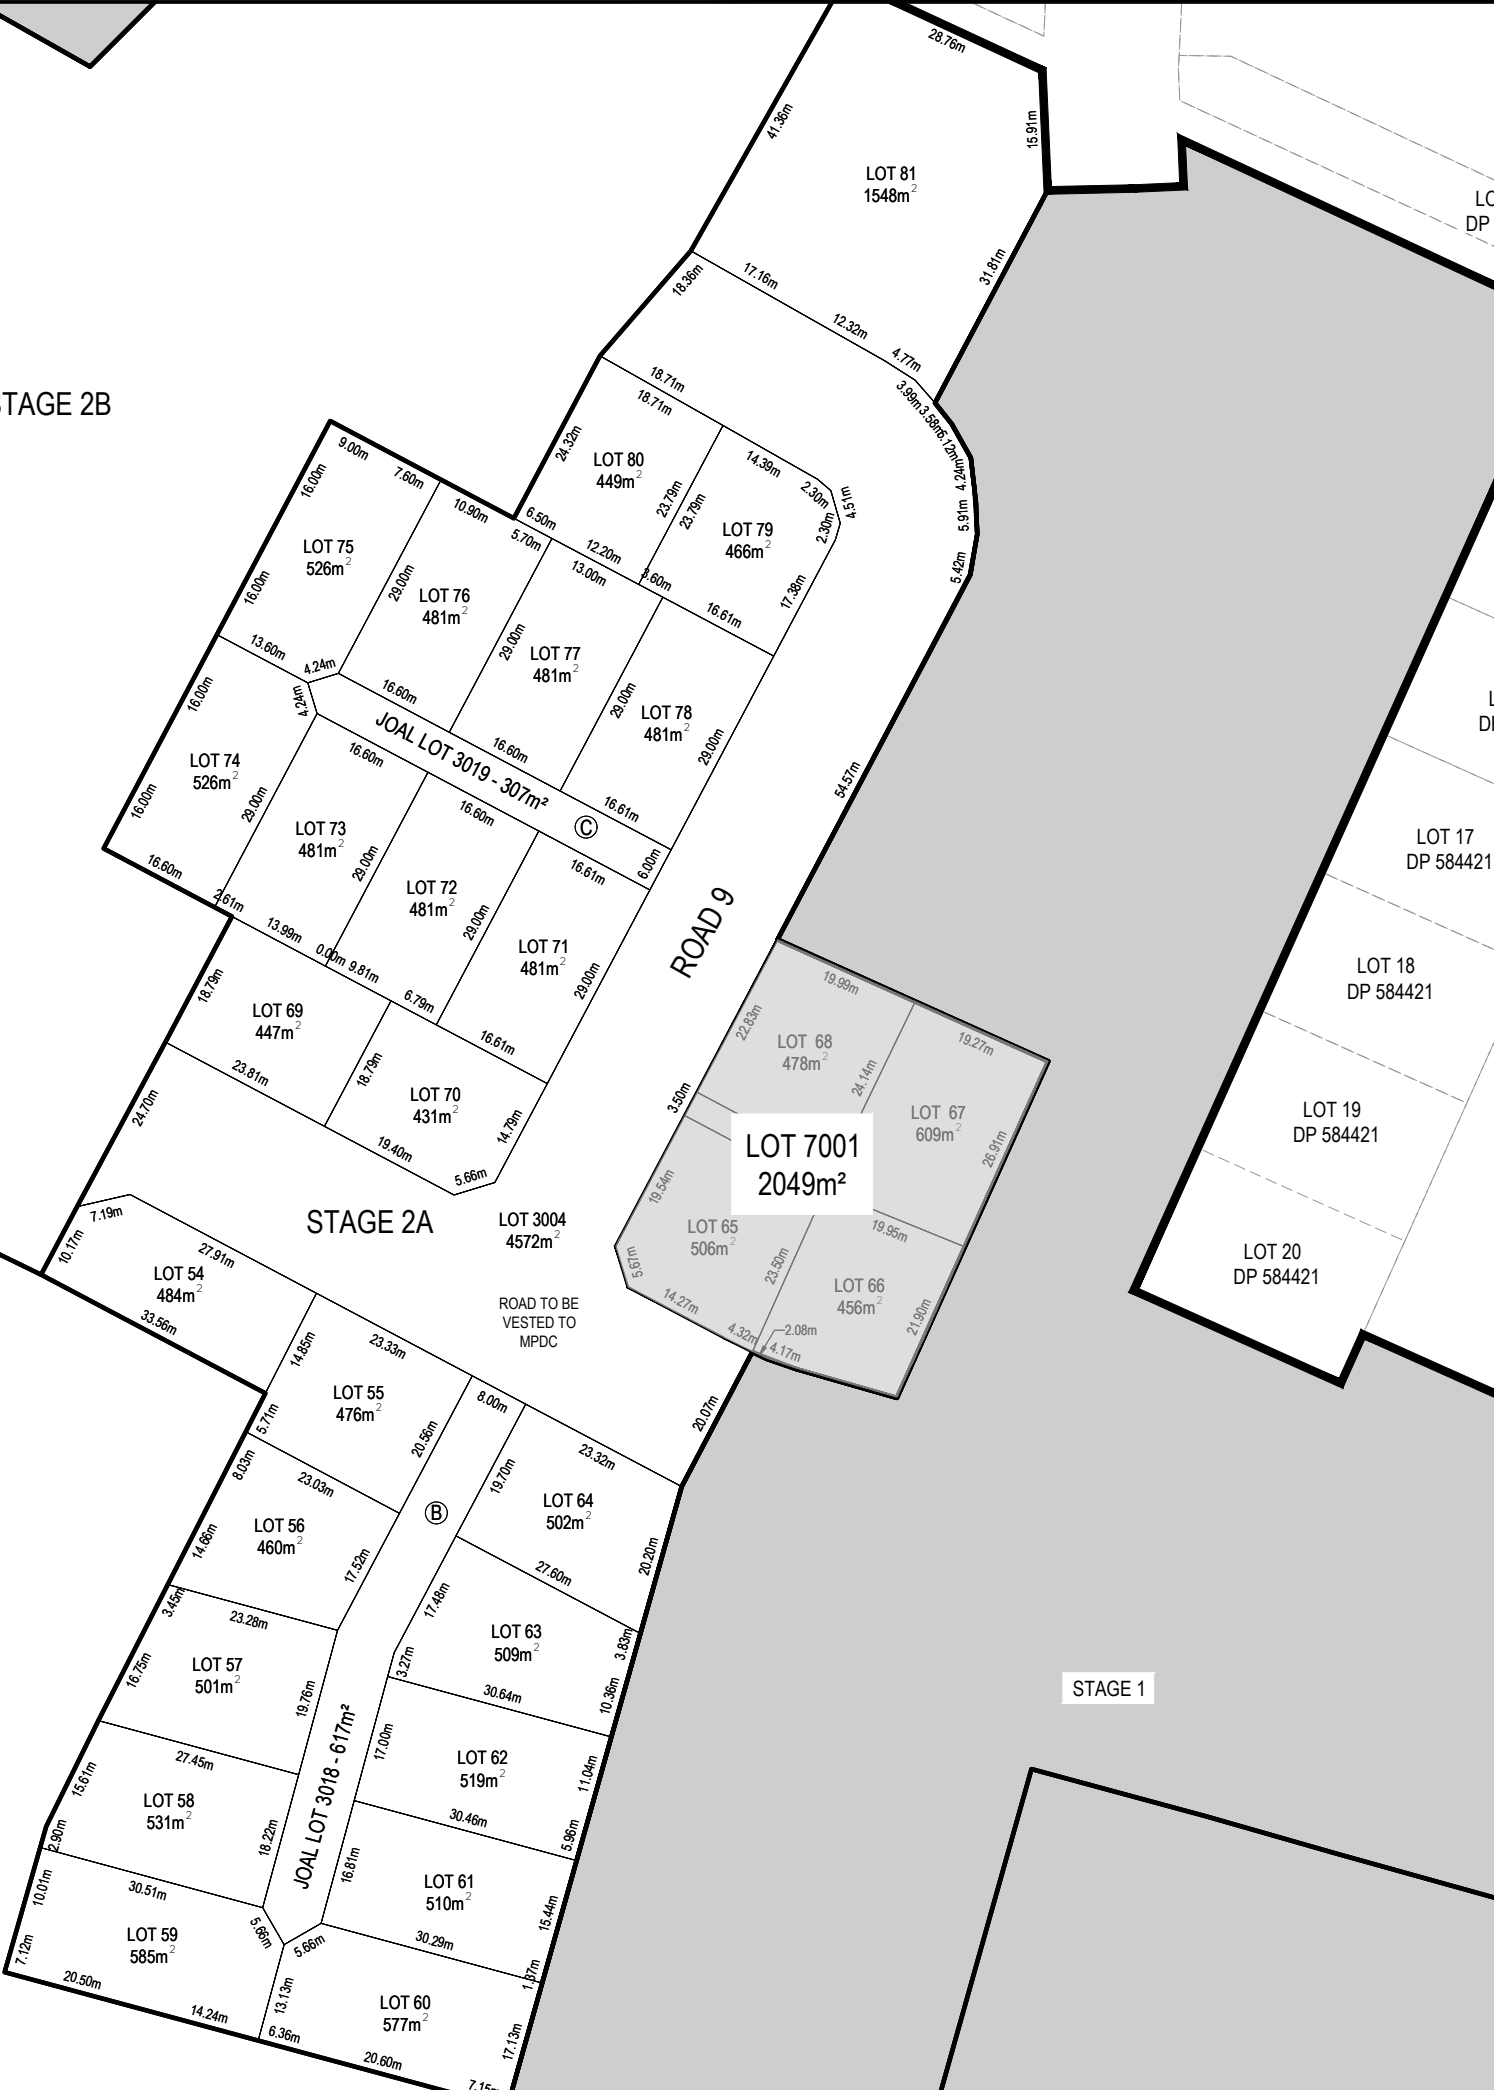 28.76m
41.36m
15.91m
LOT 81
1548m²
DP
31.81m
18.36m
17.16m
12.32m
4.77m
3.99m
3.58m
5.12m
4.24m
5.91m
5.42m
STAGE 2B
18.71m
18.71m
24.32m
LOT 80
449m²
23.79m
23.79m
14.39m
2.30m
4.51m
2.30m
LOT 79
466m²
17.38m
9.00m
7.60m
16.00m
10.90m
6.50m
5.70m
12.20m
13.00m
3.60m
16.61m
LOT 75
526m²
16.00m
29.00m
LOT 76
481m²
29.00m
LOT 77
481m²
29.00m
LOT 78
481m²
29.00m
13.60m
4.24m
4.24m
16.00m
16.60m
16.60m
16.61m
JOAL LOT 3019 - 307m²
C
6.00m
54.57m
LOT 74
526m²
16.00m
29.00m
16.60m
16.60m
16.61m
LOT 73
481m²
29.00m
LOT 72
481m²
29.00m
LOT 71
481m²
29.00m
16.60m
2.61m
13.99m
0.00m
9.81m
6.79m
16.61m
ROAD 9
LOT 17
DP 584421
LOT 18
DP 584421
LOT 19
DP 584421
LOT 20
DP 584421
18.79m
LOT 69
447m²
23.81m
18.79m
LOT 70
431m²
14.79m
19.40m
5.66m
24.70m
19.99m
22.83m
LOT 68
478m²
24.14m
19.27m
LOT 67
609m²
26.91m
3.50m
LOT 7001
2049m²
19.54m
LOT 65
506m²
5.67m
14.27m
4.32m
23.50m
19.95m
LOT 66
456m²
21.90m
2.08m
4.17m
7.19m
10.17m
27.91m
LOT 54
484m²
33.56m
STAGE 2A
LOT 3004
4572m²
ROAD TO BE
VESTED TO
MPDC
14.85m
23.33m
8.00m
20.07m
LOT 55
476m²
5.71m
20.56m
23.32m
19.70m
8.03m
23.03m
B
LOT 64
502m²
20.20m
LOT 56
460m²
14.66m
17.52m
27.60m
17.48m
3.45m
23.28m
LOT 63
509m²
3.83m
3.27m
LOT 57
501m²
16.75m
19.76m
30.64m
10.36m
STAGE 1
17.00m
LOT 62
519m²
11.04m
27.45m
15.61m
JOAL LOT 3018 - 617m²
LOT 58
531m²
2.90m
18.22m
30.46m
5.96m
16.81m
LOT 61
510m²
15.44m
10.01m
30.51m
5.66m
5.66m
30.29m
LOT 59
585m²
7.12m
20.50m
14.24m
13.13m
1.37m
LOT 60
577m²
6.36m
20.60m
17.13m